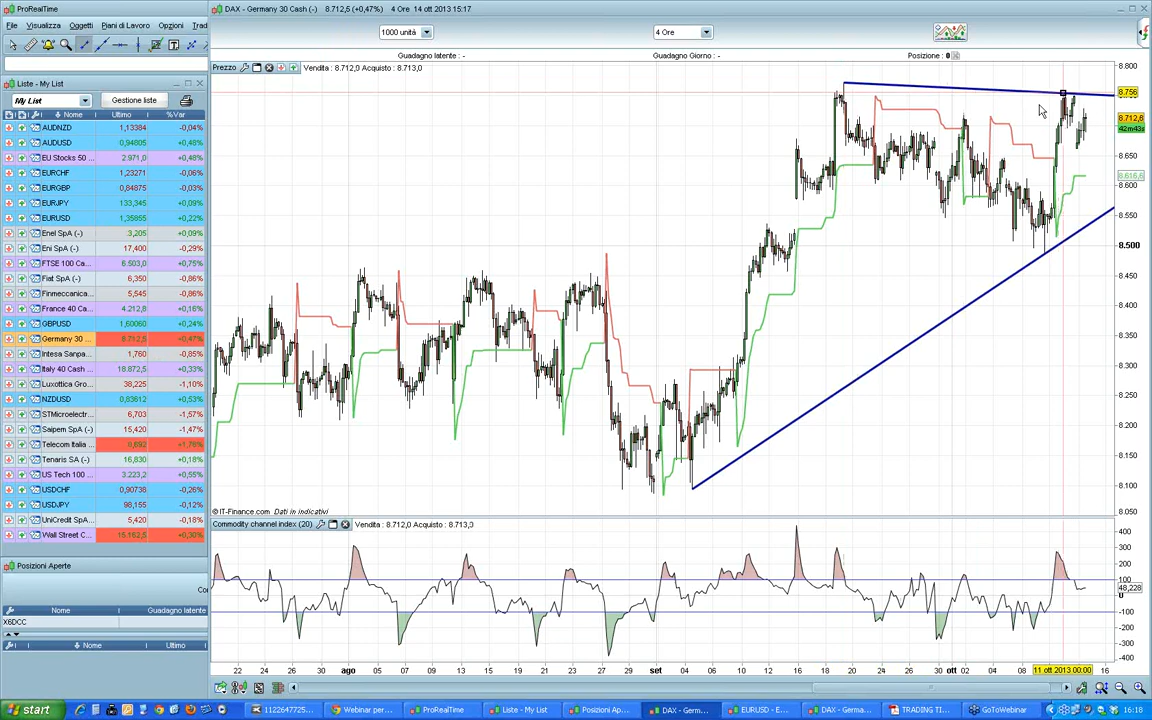 ProRealTime
DAX - Germany 30 Cash (-) 8.712,5 (+0,47%) 4 Ore 14 ott 2013 15:17
File Visualizza Oggetti Piani di Lavoro Opzioni Trad
1000 unità 4 Ore
Guadagno latente : - Guadagno Giorno : - Posizione : 0
Prezzo Vendita : 8.712,0 Acquisto : 8.713,0
Liste - My List
My List Gestione liste
Nome Ultimo %Var
AUDNZD 1,13384 -0,04%
AUDUSD 0,94805 +0,48%
EU Stocks 50 ... 2.971,0 +0,48%
EURCHF 1,23271 -0,06%
EURGBP 0,84875 -0,03%
EURJPY 133,345 +0,09%
EURUSD 1,35855 +0,22%
Enel SpA (-) 3,205 +0,09%
Eni SpA (-) 17,400 -0,29%
FTSE 100 Ca... 6.503,0 +0,75%
Fiat SpA (-) 6,350 -0,86%
Finmeccanica... 5,545 -0,86%
France 40 Ca... 4.212,8 +0,16%
GBPUSD 1,60060 +0,24%
Germany 30 ... 8.712,5 +0,47%
Intesa Sanpa... 1,760 -0,85%
Italy 40 Cash ... 18.872,5 +0,33%
Luxottica Gro... 38,225 -1,10%
NZDUSD 0,83612 +0,53%
STMicroelectr... 6,703 -1,57%
Saipem SpA (-) 15,420 -1,47%
Telecom Italia ... 0,692 +1,76%
Tenaris SA (-) 16,830 +0,18%
US Tech 100 ... 3.223,2 +0,55%
USDCHF 0,90738 -0,26%
USDJPY 98,155 -0,12%
UniCredit SpA... 5,420 -0,18%
Wall Street C... 15.162,5 +0,30%
8.800
8.756
8.712,5
42m43s
8.650
8.616,6
8.600
8.550
8.500
8.450
8.400
8.350
8.300
8.250
8.200
8.150
8.100
8.050
© IT-Finance.com Dati in indicativi
Commodity channel index (20) Vendita : 8.712,0 Acquisto : 8.713,0
400
300
200
100
48,228
-100
-200
-300
-400
Posizioni Aperte
Nome Guadagno latente
X6DCC
Nome Ultimo
22 24 26 30 ago 05 07 09 13 15 19 21 23 27 29 set 04 06 10 12 16 18 20 24 26 30 ott 02 04 08 11 ott 2013 00:00 16
start 1122647725... Webinar per... ProRealTime Liste - My List Posizioni Ap... DAX - Germ... EURUSD - E... DAX - Germa... TRADING TI... GoToWebinar 16:18